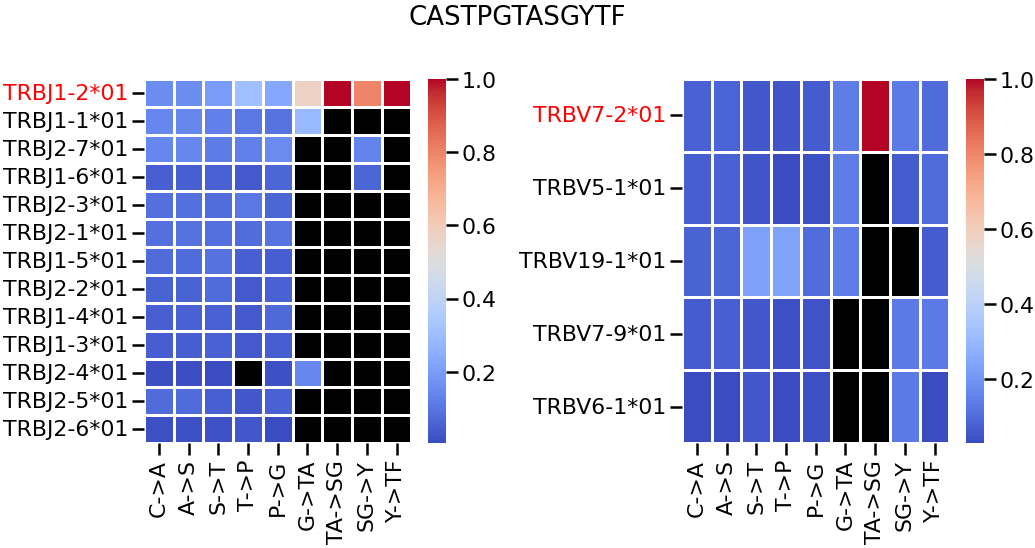 CASTPGTASGYTF
TRBJ1-2*01
TRBJ1-1*01
TRBJ2-7*01
TRBJ1-6*01
TRBJ2-3*01
TRBJ2-1*01
TRBJ1-5*01
TRBJ2-2*01
TRBJ1-4*01
TRBJ1-3*01
TRBJ2-4*01
TRBJ2-5*01
TRBJ2-6*01
C->A
A->S
S->T
T->P
P->G
G->TA
TA->SG
SG->Y
Y->TF
1.0
0.8
0.6
0.4
0.2
TRBV7-2*01
TRBV5-1*01
TRBV19-1*01
TRBV7-9*01
TRBV6-1*01
C->A
A->S
S->T
T->P
P->G
G->TA
TA->SG
SG->Y
Y->TF
1.0
0.8
0.6
0.4
0.2